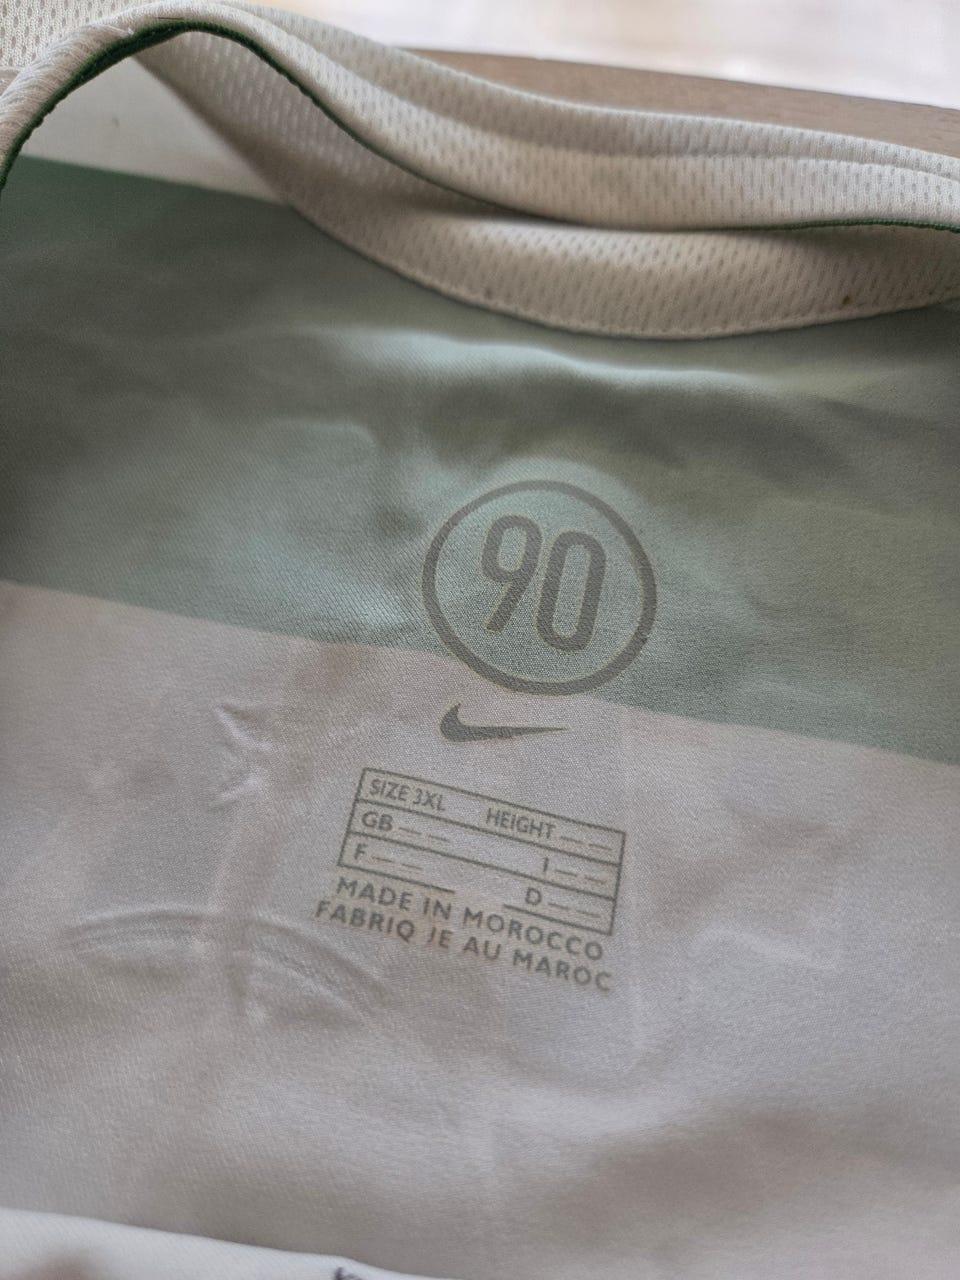 90
SIZE 3XL HEIGHT — —
GB — — I — —
F — — D — —
MADE IN MOROCCO
FABRIQ JE AU MAROC